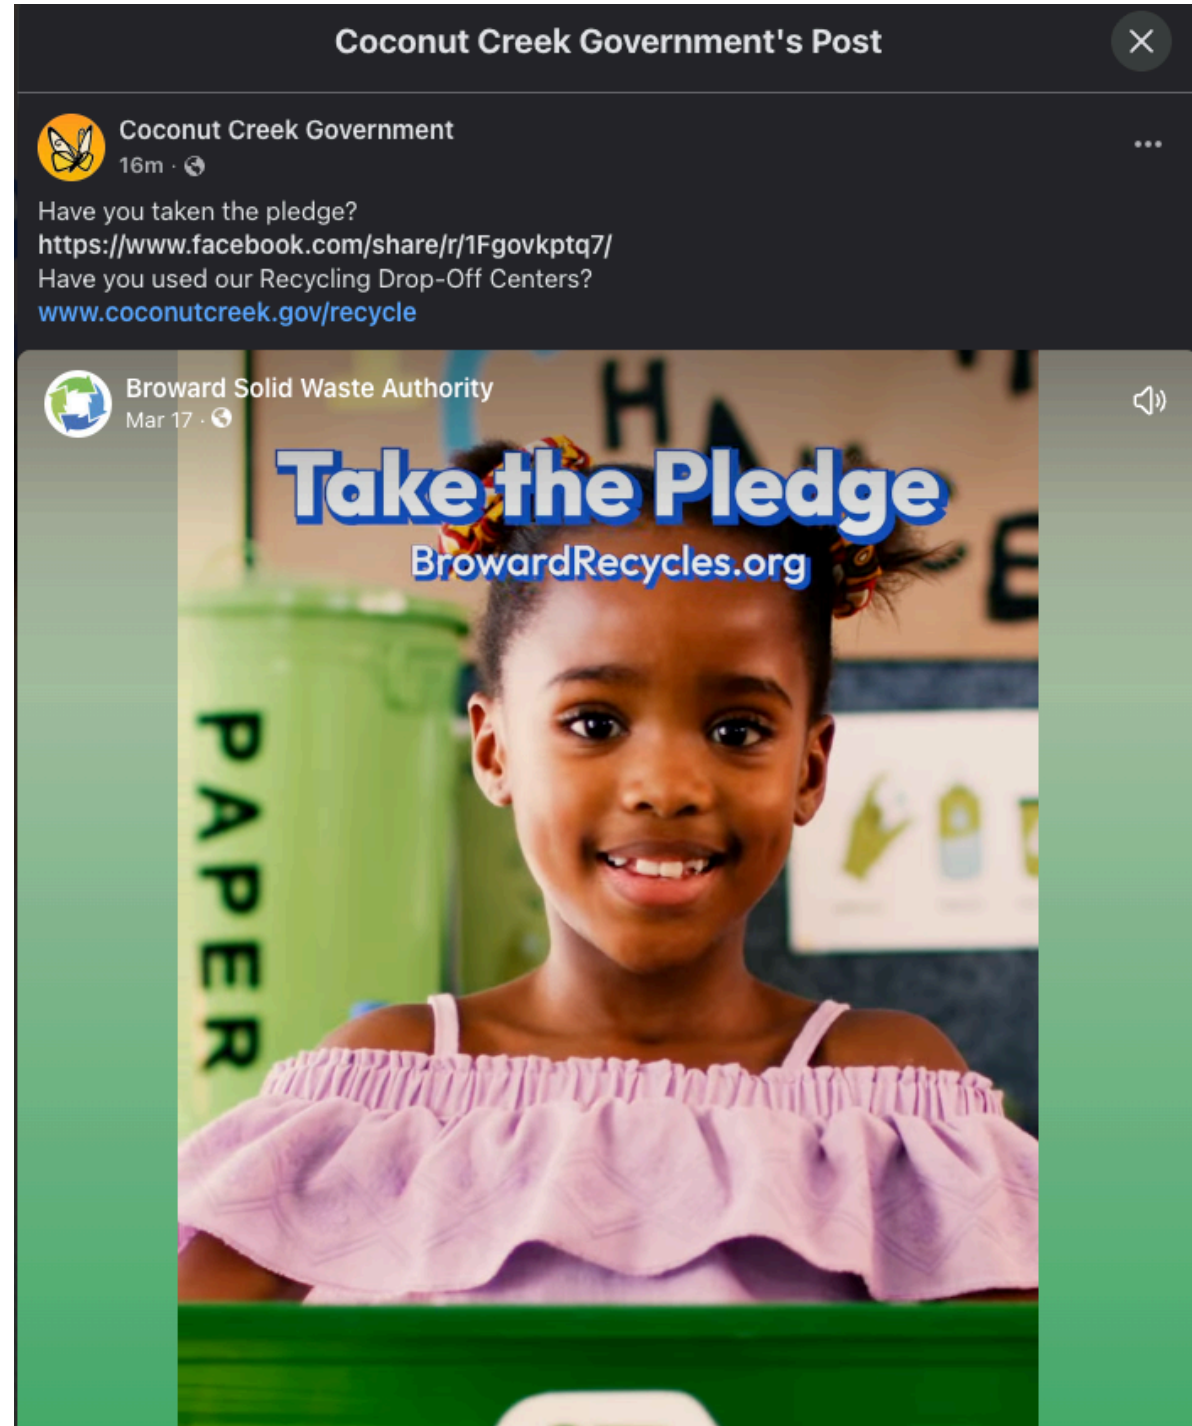 Coconut Creek Government's Post
Coconut Creek Government
16m
Have you taken the pledge?
https://www.facebook.com/share/r/1Fgovkptq7/
Have you used our Recycling Drop-Off Centers?
www.coconutcreek.gov/recycle
Broward Solid Waste Authority
Mar 17
Take the Pledge
BrowardRecycles.org
PAPER